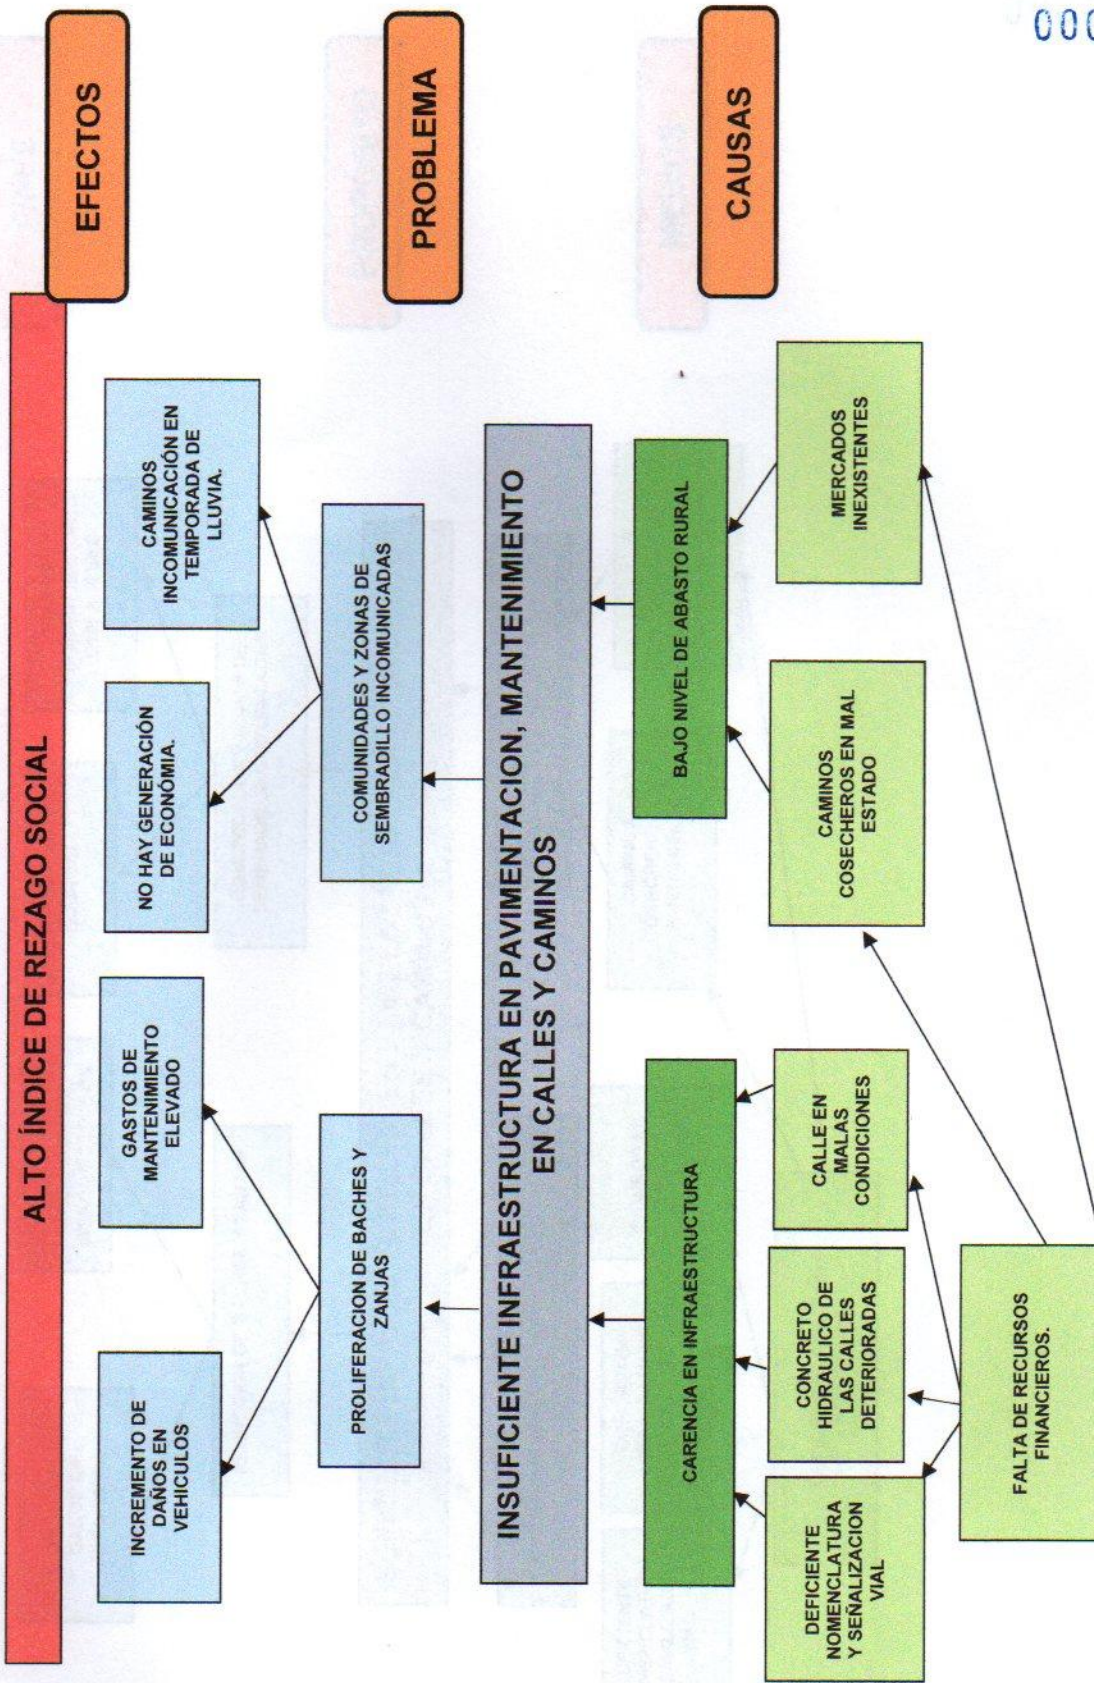 000
ALTO ÍNDICE DE REZAGO SOCIAL
EFECTOS
INCREMENTO DE
DAÑOS EN
VEHICULOS
GASTOS DE
MANTENIMIENTO
ELEVADO
NO HAY GENERACIÓN
DE ECONÓMIA.
CAMINOS
INCOMUNICACIÓN EN
TEMPORADA DE
LLUVIA.
PROLIFERACION DE BACHES Y
ZANJAS
COMUNIDADES Y ZONAS DE
SEMBRADILLO INCOMUNICADAS
PROBLEMA
INSUFICIENTE INFRAESTRUCTURA EN PAVIMENTACION, MANTENIMIENTO
EN CALLES Y CAMINOS
CARENCIA EN INFRAESTRUCTURA
BAJO NIVEL DE ABASTO RURAL
CAUSAS
DEFICIENTE
NOMENCLATURA
Y SEÑALIZACION
VIAL
CONCRETO
HIDRAULICO DE
LAS CALLES
DETERIORADAS
CALLE EN
MALAS
CONDICIONES
CAMINOS
COSECHEROS EN MAL
ESTADO
MERCADOS
INEXISTENTES
FALTA DE RECURSOS
FINANCIEROS.